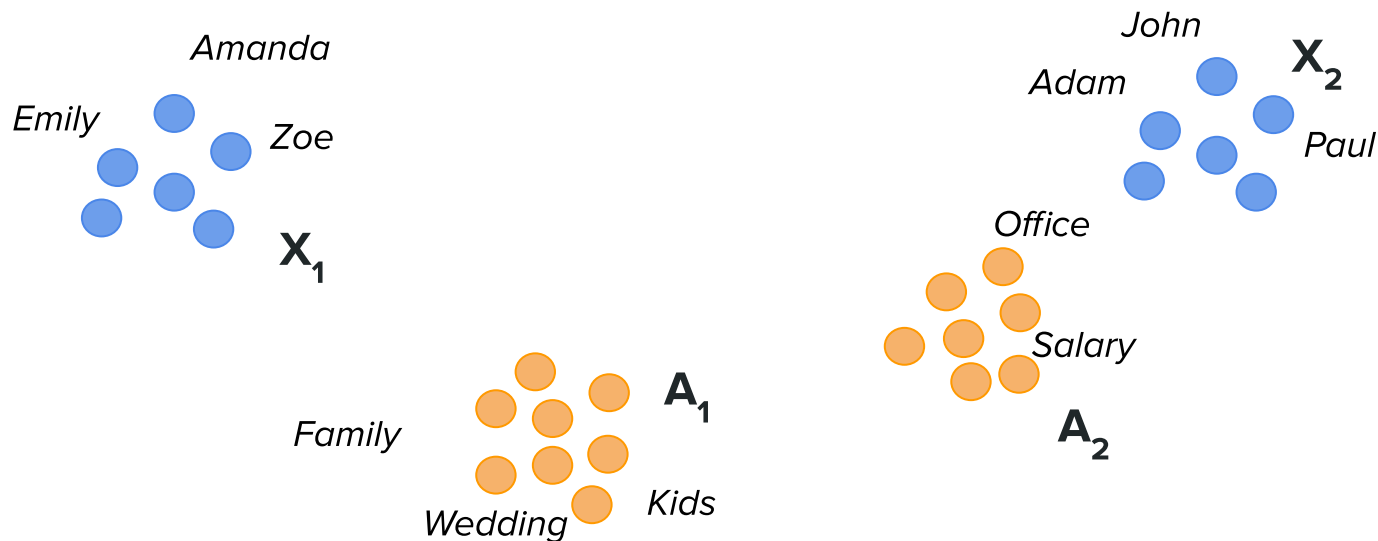 John
X2
Amanda
Adam
Emily
Zoe
Paul
Office
X1
Salary
A1
A2
Family
Kids
Wedding